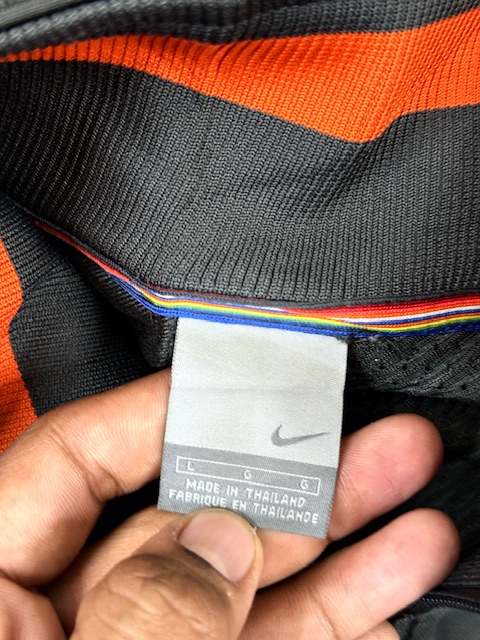 L G G
MADE IN THAILAND
FABRIQUE EN THAILANDE